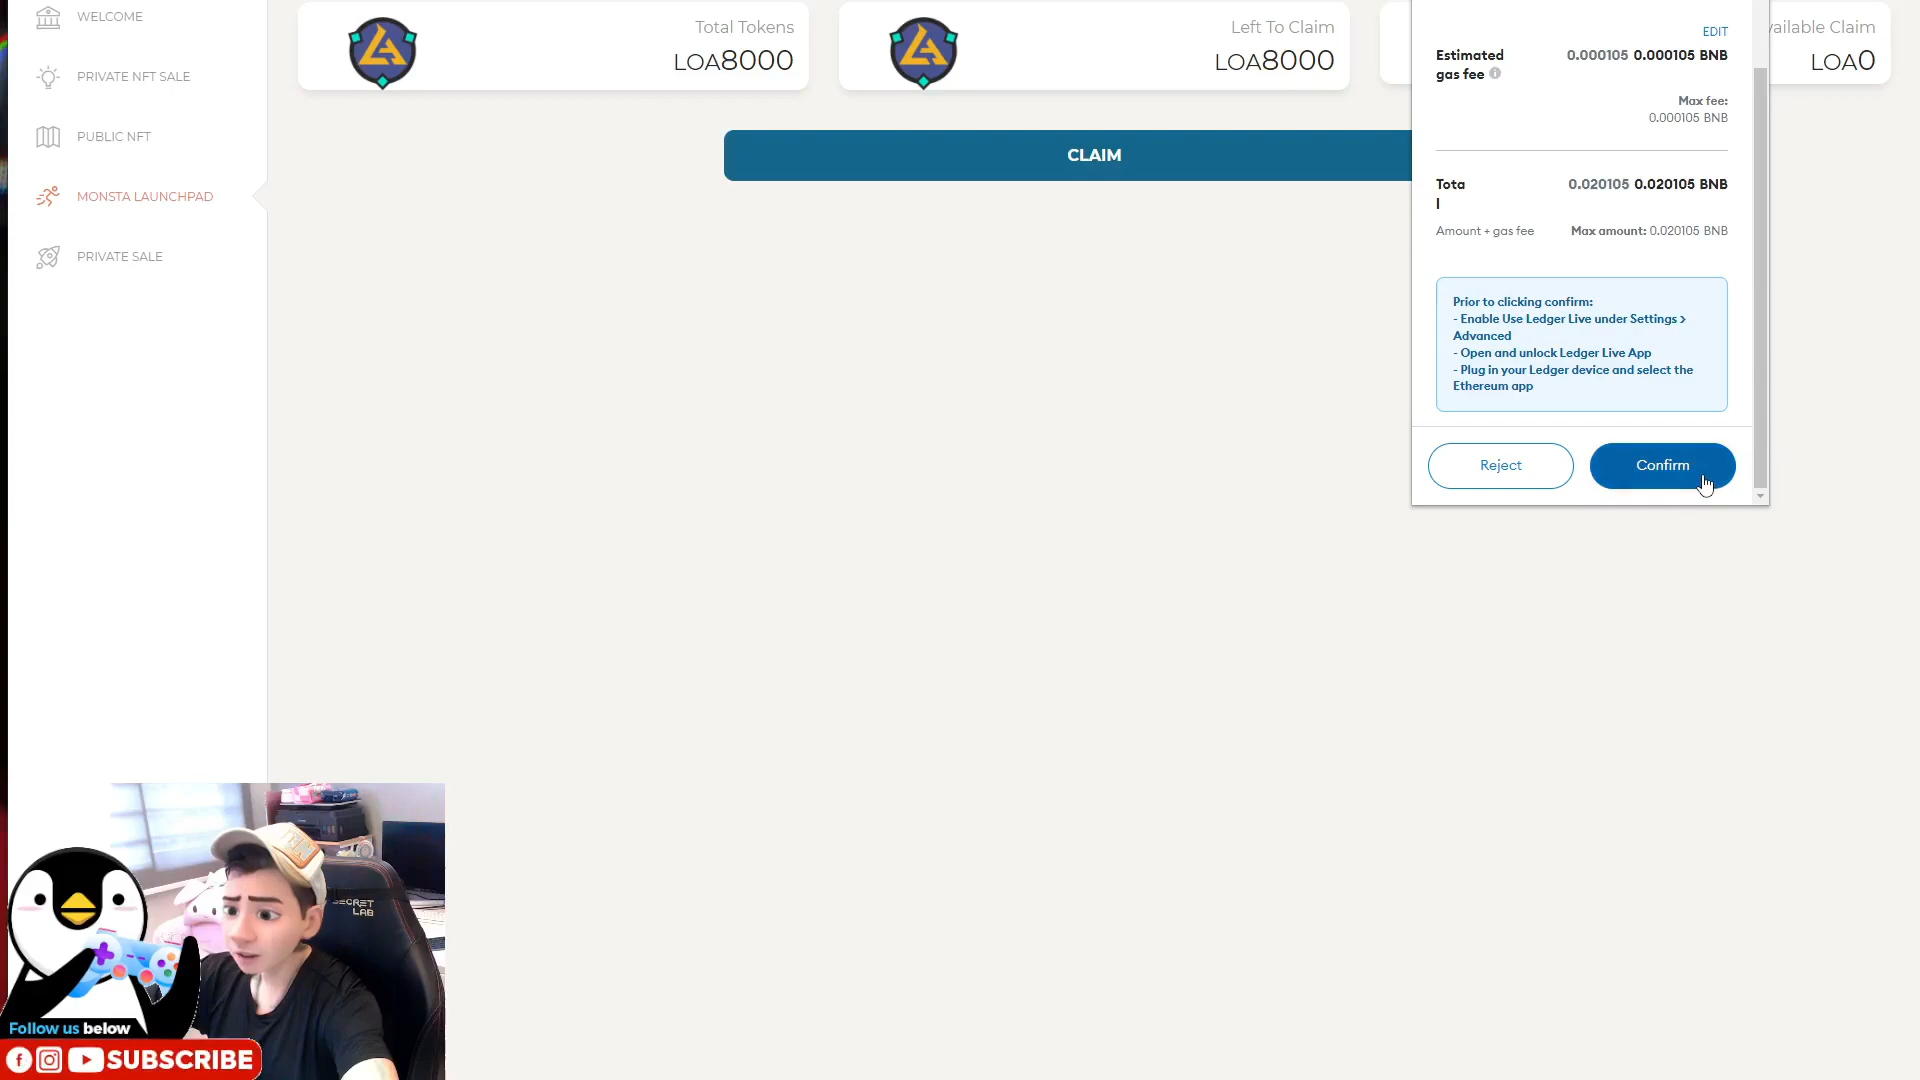 WELCOME
PRIVATE NFT SALE
PUBLIC NFT
MONSTA LAUNCHPAD
PRIVATE SALE
Total Tokens
LOA8000
Left To Claim
LOA8000
vailable Claim
LOA0
CLAIM
EDIT
Estimated
gas fee
0.000105 0.000105 BNB
Max fee:
0.000105 BNB
Tota
l
0.020105 0.020105 BNB
Amount + gas fee
Max amount: 0.020105 BNB
Prior to clicking confirm:
- Enable Use Ledger Live under Settings >
Advanced
- Open and unlock Ledger Live App
- Plug in your Ledger device and select the
Ethereum app
Reject
Confirm
SECRET
LAB
Follow us below
SUBSCRIBE